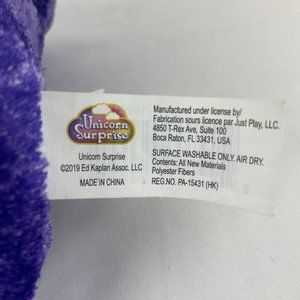 Unicorn
Surprise
Unicorn Surprise
©2019 Ed Kaplan Assoc. LLC
MADE IN CHINA
Manufactured under license by/
Fabrication sours licence par Just Play, LLC.
4850 T-Rex Ave, Suite 100
Boca Raton, FL 33431, USA
SURFACE WASHABLE ONLY. AIR DRY.
Contents: All New Materials
Polyester Fibers
REG.NO. PA-15431 (HK)